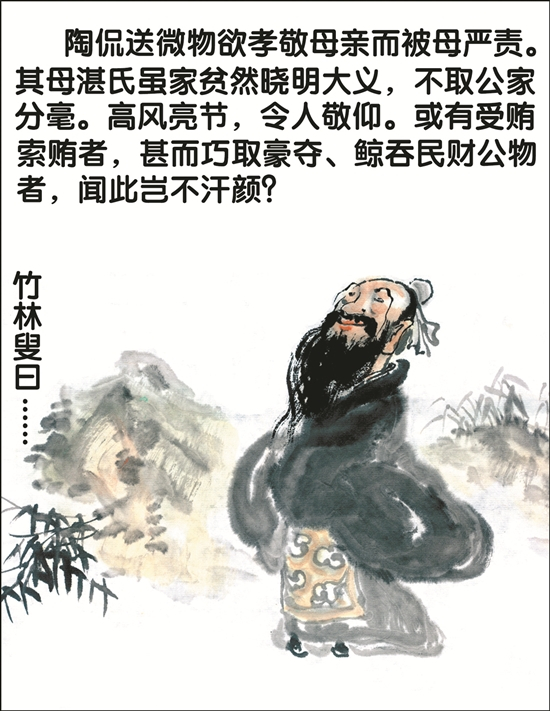 陶侃送微物欲孝敬母亲而被母严责。
其母湛氏虽家贫然晓明大义，不取公家
分毫。高风亮节，令人敬仰。或有受贿
索贿者，甚而巧取豪夺、鲸吞民财公物
者，闻此岂不汗颜？
竹林叟曰……